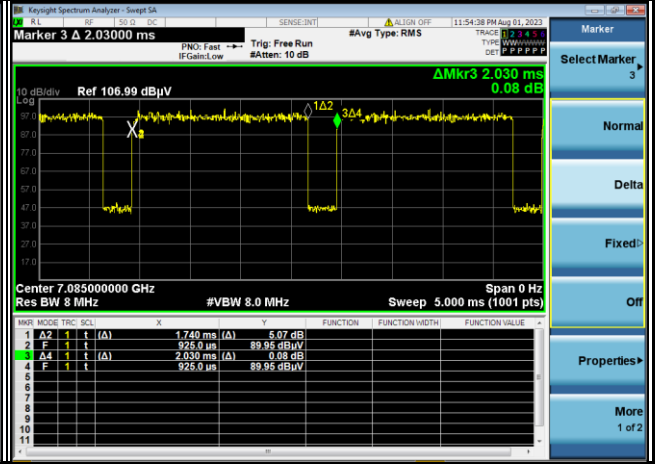 Keysight Spectrum Analyzer - Swept SA
RL RF 50 Ω DC SENSE:INT ALIGN OFF 11:54:38 PM Aug 01, 2023
Marker 3 Δ 2.03000 ms
PNO: Fast
IFGain:Low
Trig: Free Run
#Atten: 10 dB
#Avg Type: RMS
TRACE 1 2 3 4 5 6
TYPE WWWWWW
DET P P P P P P
ΔMkr3 2.030 ms
0.08 dB
10 dB/div Ref 106.99 dBµV
Log
1Δ2
3Δ4
97.0
87.0
77.0
67.0
57.0
47.0
37.0
27.0
17.0
Center 7.085000000 GHz Span 0 Hz
Res BW 8 MHz #VBW 8.0 MHz Sweep 5.000 ms (1001 pts)
MKR MODE TRC SCL X Y FUNCTION FUNCTION WIDTH FUNCTION VALUE
1 Δ2 1 t (Δ) 1.740 ms (Δ) 5.07 dB
2 F 1 t 925.0 µs 89.95 dBµV
3 Δ4 1 t (Δ) 2.030 ms (Δ) 0.08 dB
4 F 1 t 925.0 µs 89.95 dBµV
5
6
7
8
9
10
11
Marker
Select Marker
3
Normal
Delta
Fixed
Off
Properties
More
1 of 2